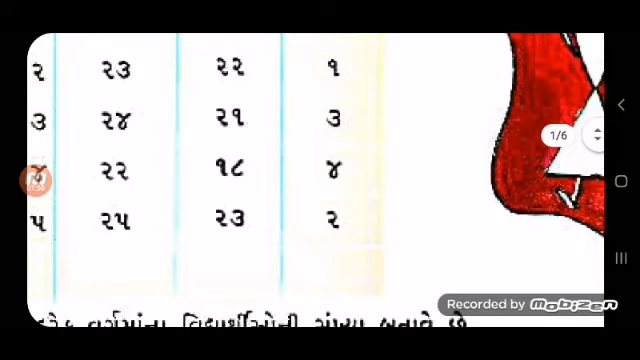 ૨ ૨૩ ૨૨ ૧
૩ ૨૪ ૨૧ ૩
૪ ૨૨ ૧૮ ૪
૫ ૨૫ ૨૩ ૨
1/6
Recorded by Mobizen